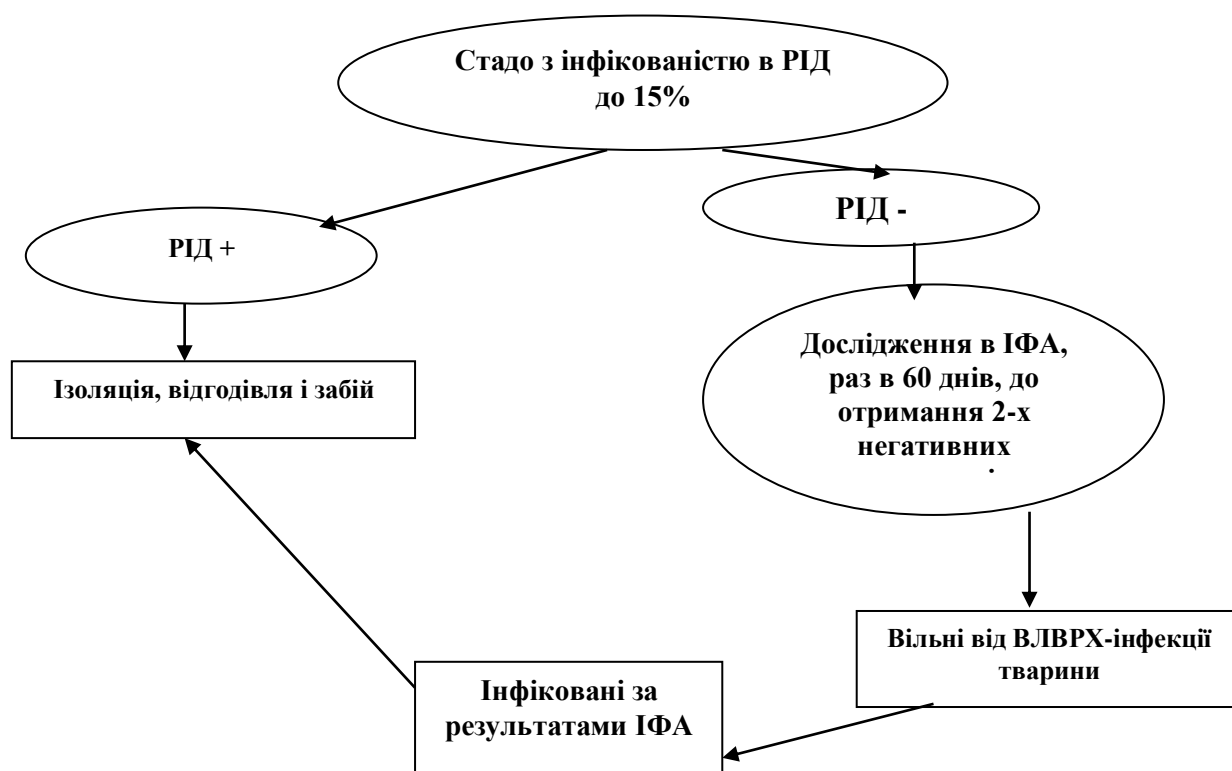 Стадо з інфікованістю в РІД
до 15%
РІД -
РІД +
Дослідження в ІФА,
раз в 60 днів, до
отримання 2-х
негативних
Ізоляція, відгодівля і забій
Вільні від ВЛВРХ-інфекції
тварини
Інфіковані за
результатами ІФА